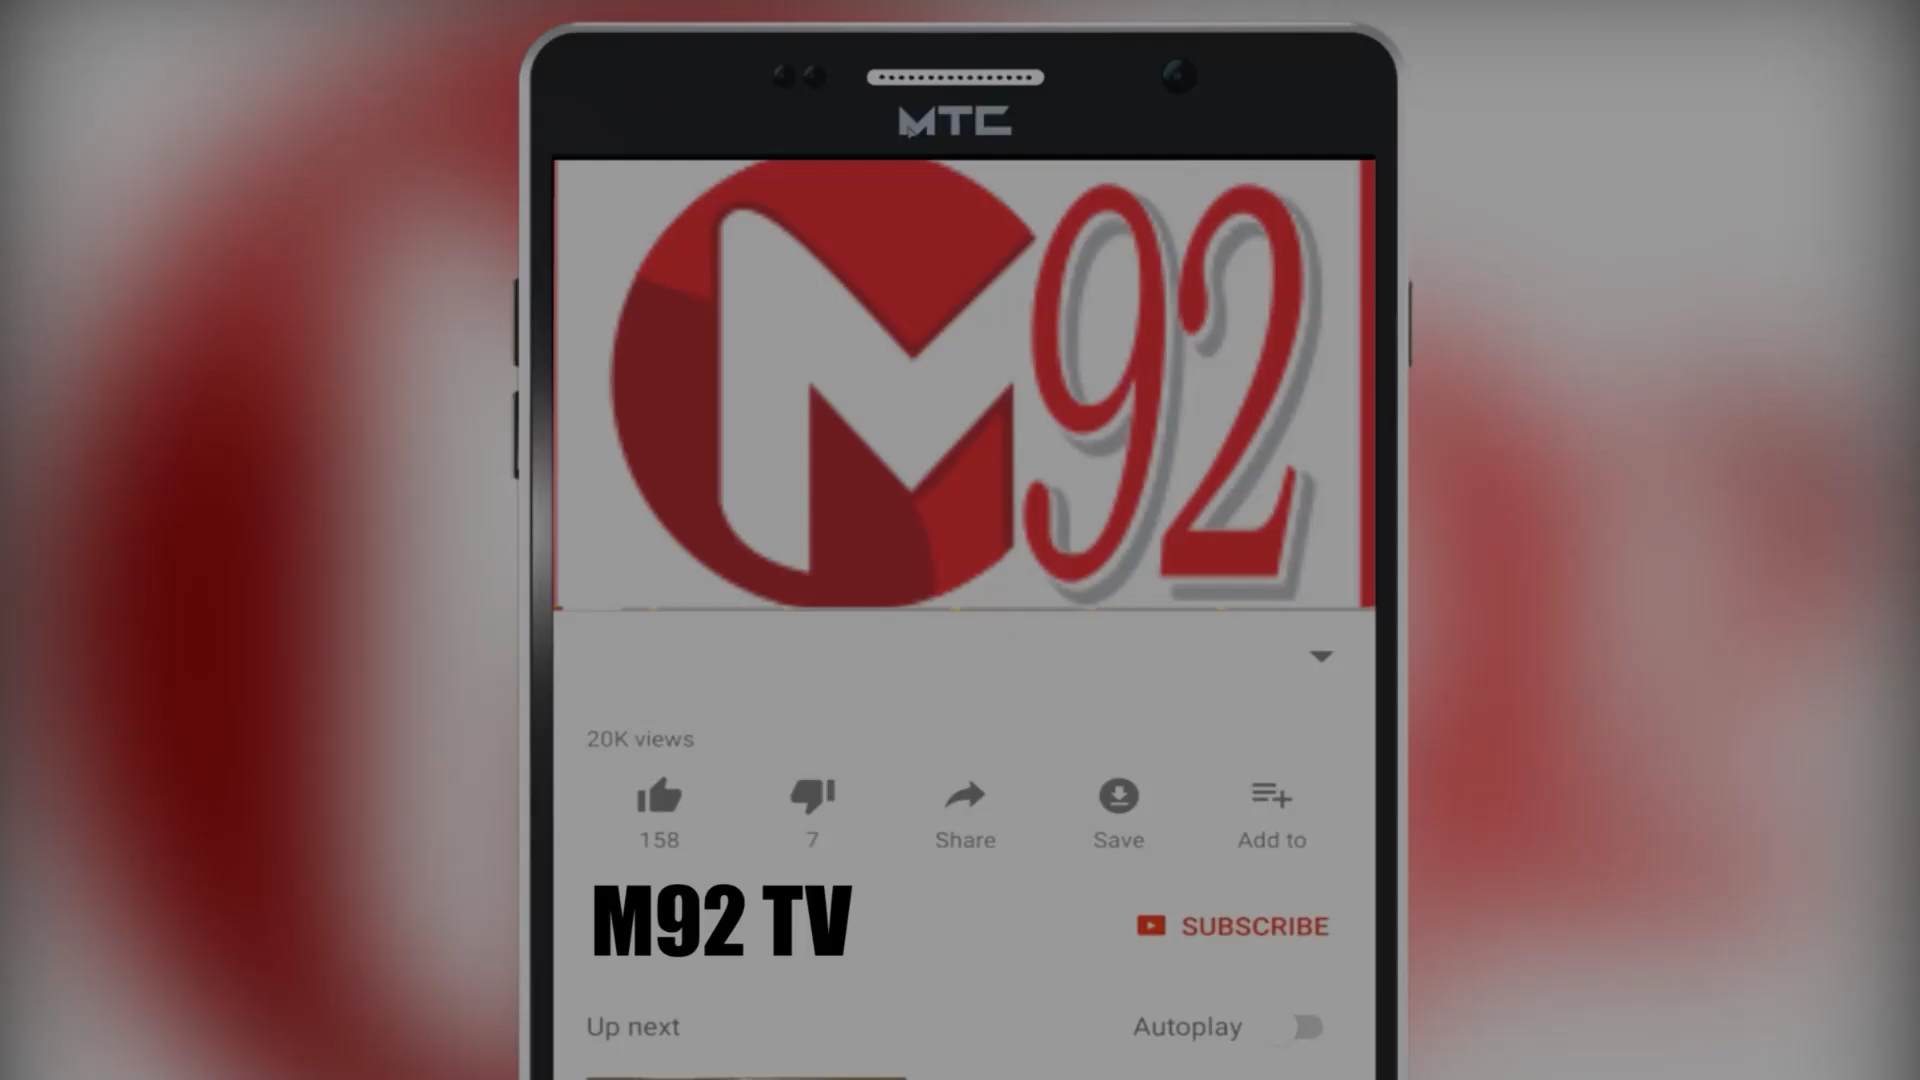 MTC
M92
20K views
158 7 Share Save Add to
M92 TV SUBSCRIBE
Up next Autoplay